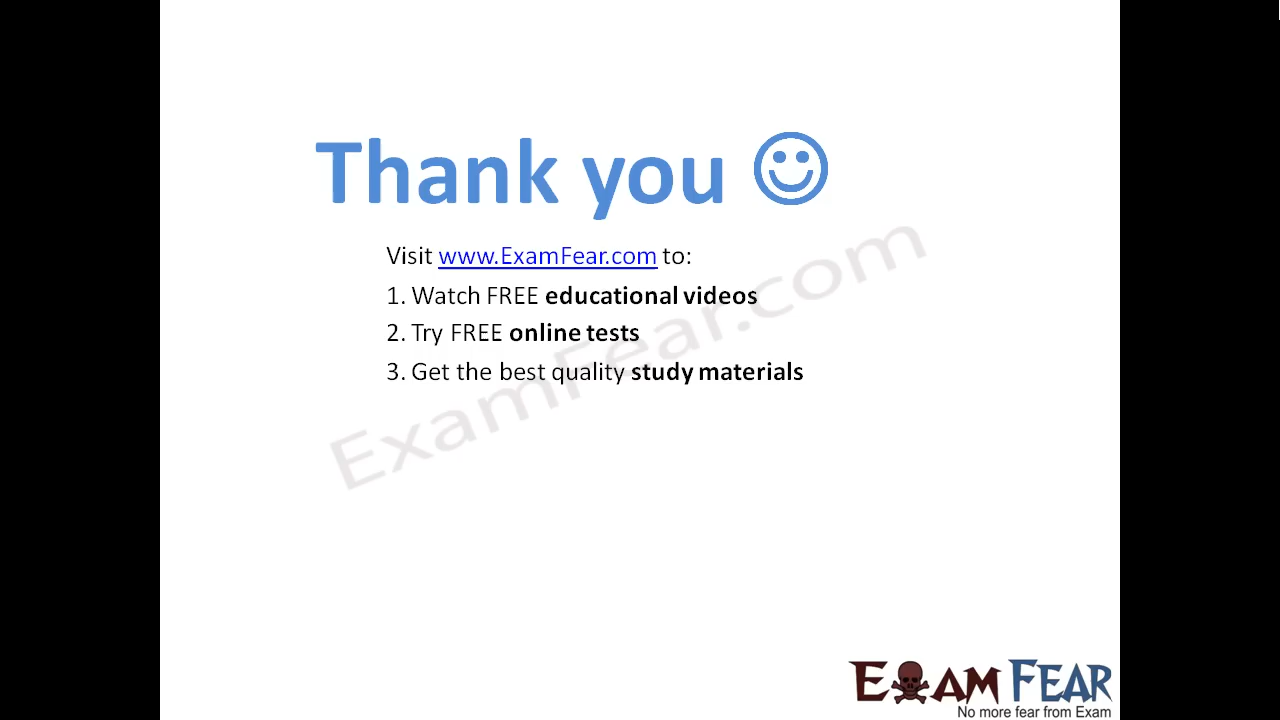 Thank you ☺
Visit www.ExamFear.com to:
1. Watch FREE educational videos
2. Try FREE online tests
3. Get the best quality study materials
ExamFear.com
EXAM FEAR
No more fear from Exam